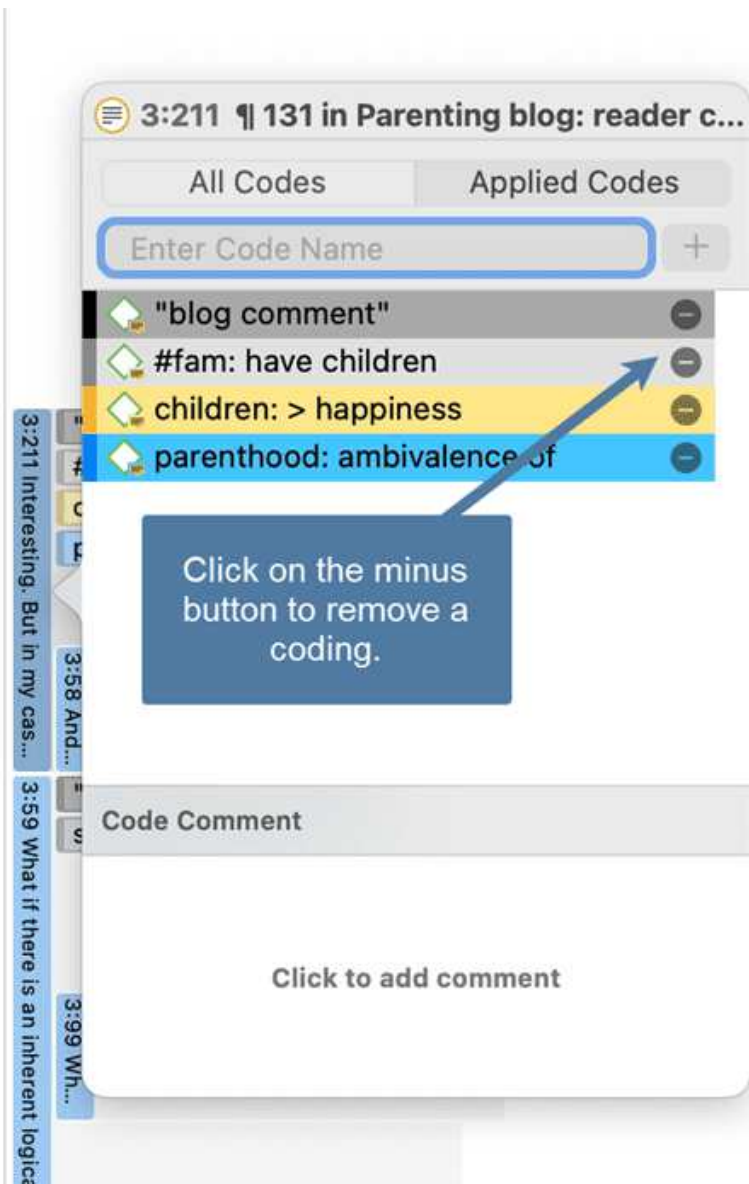 3:211 ¶ 131 in Parenting blog: reader c...
All Codes
Applied Codes
Enter Code Name
"blog comment"
#fam: have children
children: > happiness
parenthood: ambivalence of
Click on the minus
button to remove a
coding.
Code Comment
Click to add comment
3:211 Interesting. But in my cas...
3:58 And...
3:59 What if there is an inherent logica
3:99 Wh...